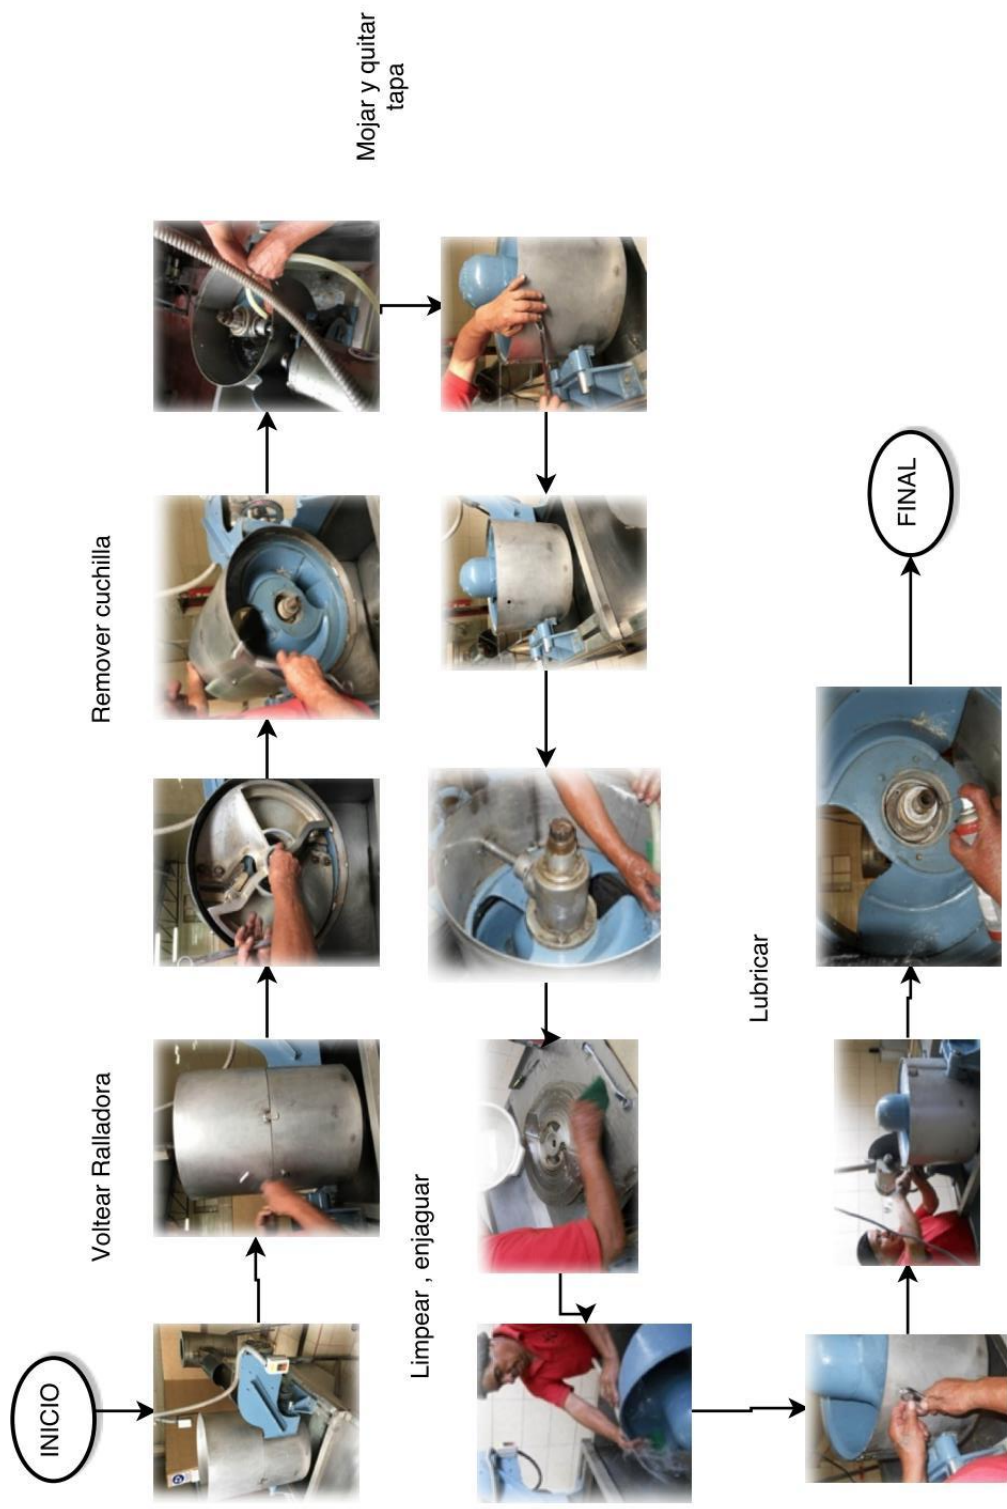 INICIO
Voltear Ralladora
Remover cuchilla
Mojar y quitar
tapa
Limpear , enjaguar
Lubricar
FINAL